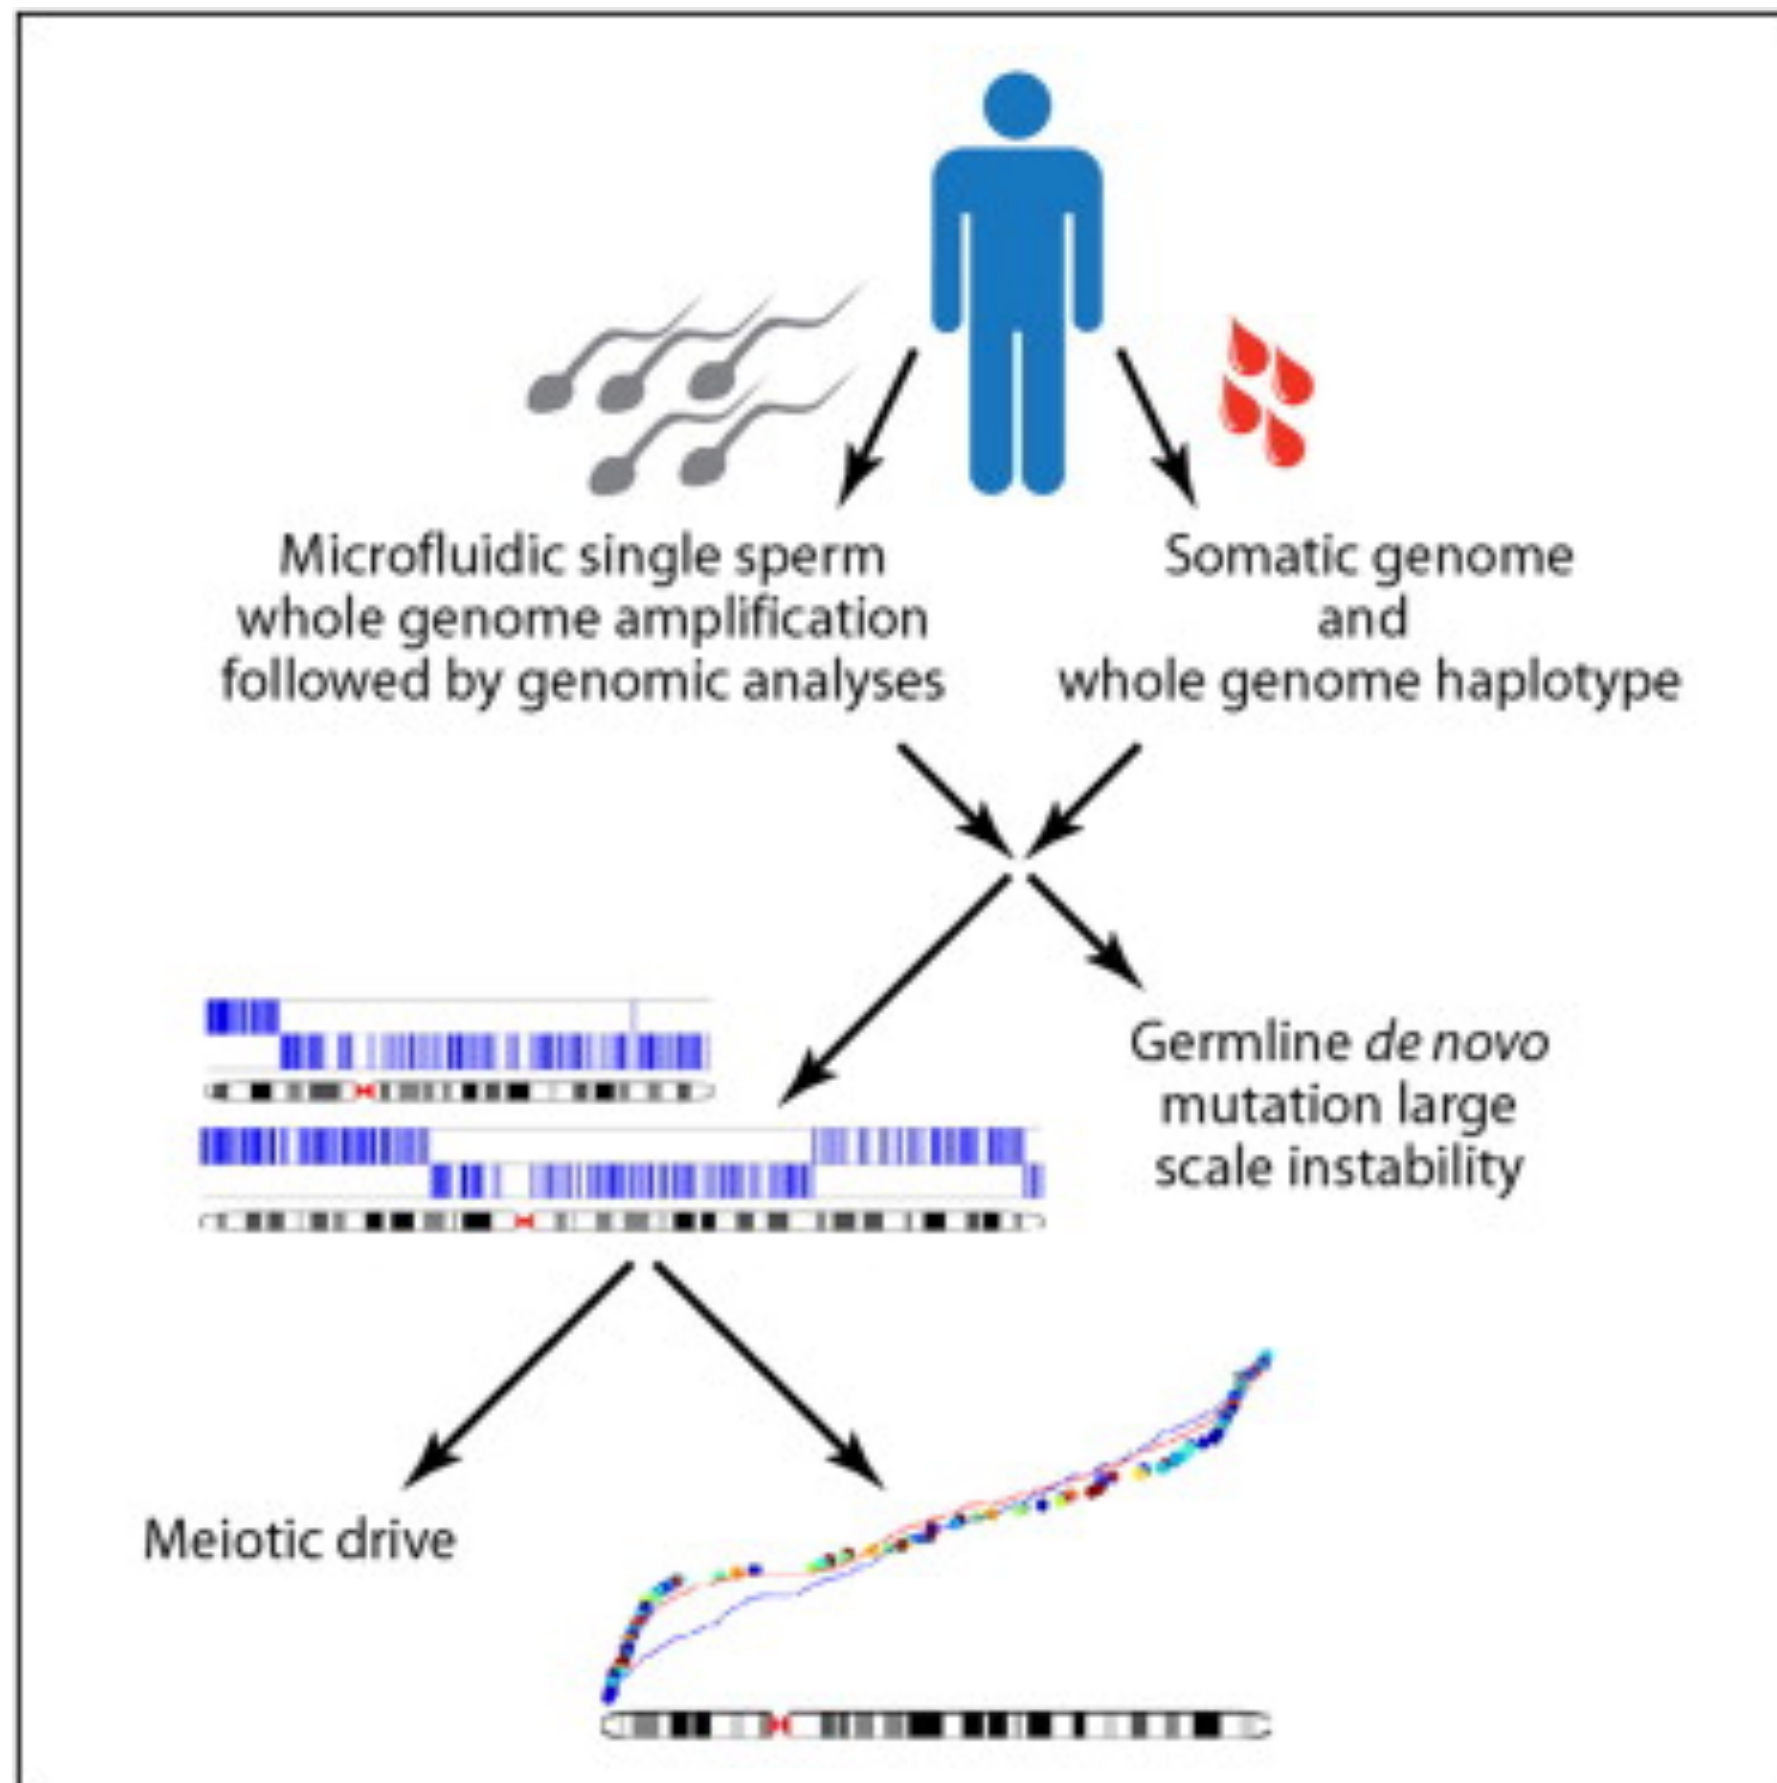 Microfluidic single sperm
whole genome amplification
followed by genomic analyses
Somatic genome
and
whole genome haplotype
Germline de novo
mutation large
scale instability
Meiotic drive